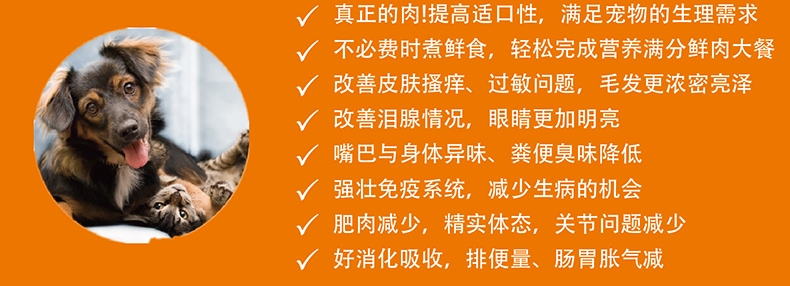 ✓ 真正的肉!提高适口性，满足宠物的生理需求
✓ 不必费时煮鲜食，轻松完成营养满分鲜肉大餐
✓ 改善皮肤搔痒、过敏问题，毛发更浓密亮泽
✓ 改善泪腺情况，眼睛更加明亮
✓ 嘴巴与身体异味、粪便臭味降低
✓ 强壮免疫系统，减少生病的机会
✓ 肥肉减少，精实体态，关节问题减少
✓ 好消化吸收，排便量、肠胃胀气减